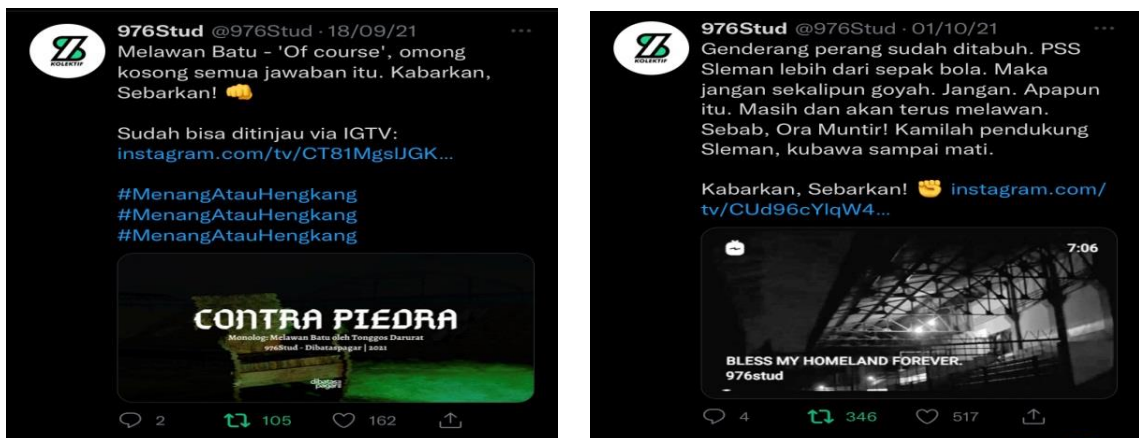 976Stud @976Stud · 18/09/21
Melawan Batu - 'Of course', omong
kosong semua jawaban itu. Kabarkan,
Sebarkan! 👊
Sudah bisa ditinjau via IGTV:
instagram.com/tv/CT81MgslJGK...
#MenangAtauHengkang
#MenangAtauHengkang
#MenangAtauHengkang
KOLEKTIF
CONTRA PIEDRA
Monolog: Melawan Batu oleh Tonggos Darurat
976Stud - Dibataspagar | 2021
dibatas
pagar
2 105 162
976Stud @976Stud · 01/10/21
Genderang perang sudah ditabuh. PSS
Sleman lebih dari sepak bola. Maka
jangan sekalipun goyah. Jangan. Apapun
itu. Masih dan akan terus melawan.
Sebab, Ora Muntir! Kamilah pendukung
Sleman, kubawa sampai mati.
Kabarkan, Sebarkan! ✊ instagram.com/
tv/CUd96cYlqW4...
KOLEKTIF
7:06
BLESS MY HOMELAND FOREVER.
976stud
4 346 517